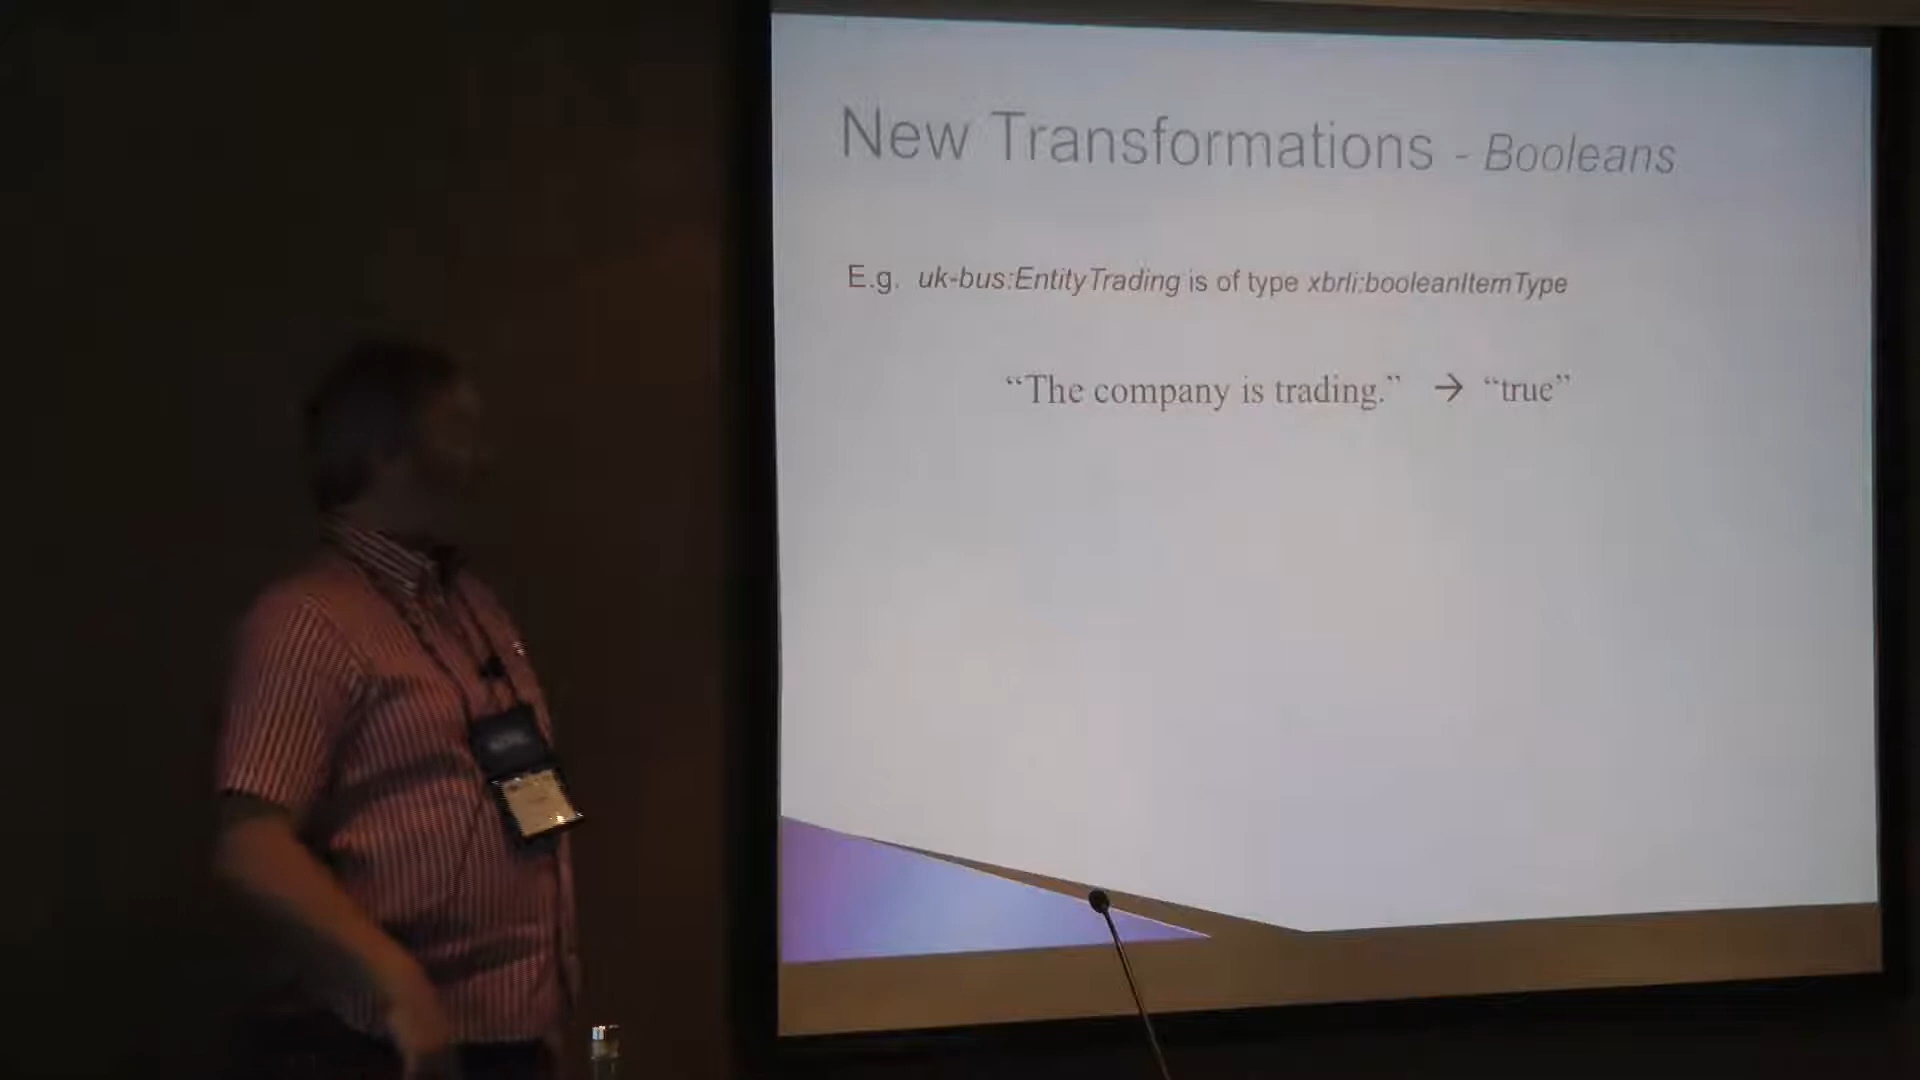 New Transformations - Booleans
E.g. uk-bus:EntityTrading is of type xbrli:booleanItemType
“The company is trading.” → “true”